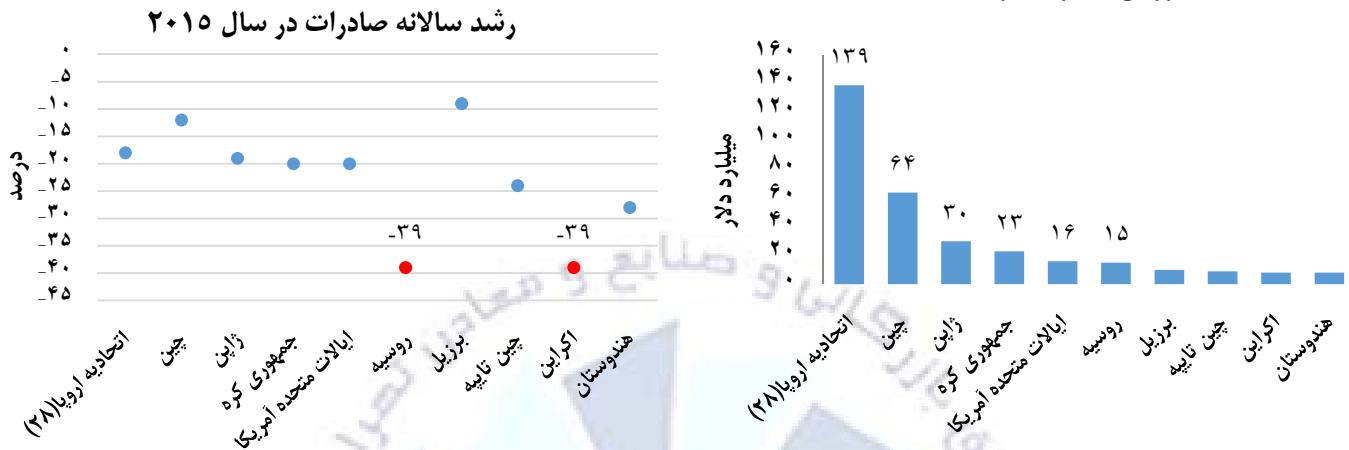 رشد سالانه صادرات در سال ۲۰۱۵
۰
-۵
-۱۰
-۱۵
-۲۰
-۲۵
-۳۰
-۳۵
-۴۰
-۴۵
درصد
-۳۹
-۳۹
اتحادیه اروپا(۲۸)
چین
ژاپن
جمهوری کره
ایالات متحده آمریکا
روسیه
برزیل
چین تایپه
اکراین
هندوستان
۱۶۰
۱۴۰
۱۲۰
۱۰۰
۸۰
۶۰
۴۰
۲۰
۰
میلیارد دلار
۱۳۹
۶۴
۳۰
۲۳
۱۶
۱۵
اتحادیه اروپا(۲۸)
چین
ژاپن
جمهوری کره
ایالات متحده آمریکا
روسیه
برزیل
چین تایپه
اکراین
هندوستان
بازرگانی و صنایع و معادن